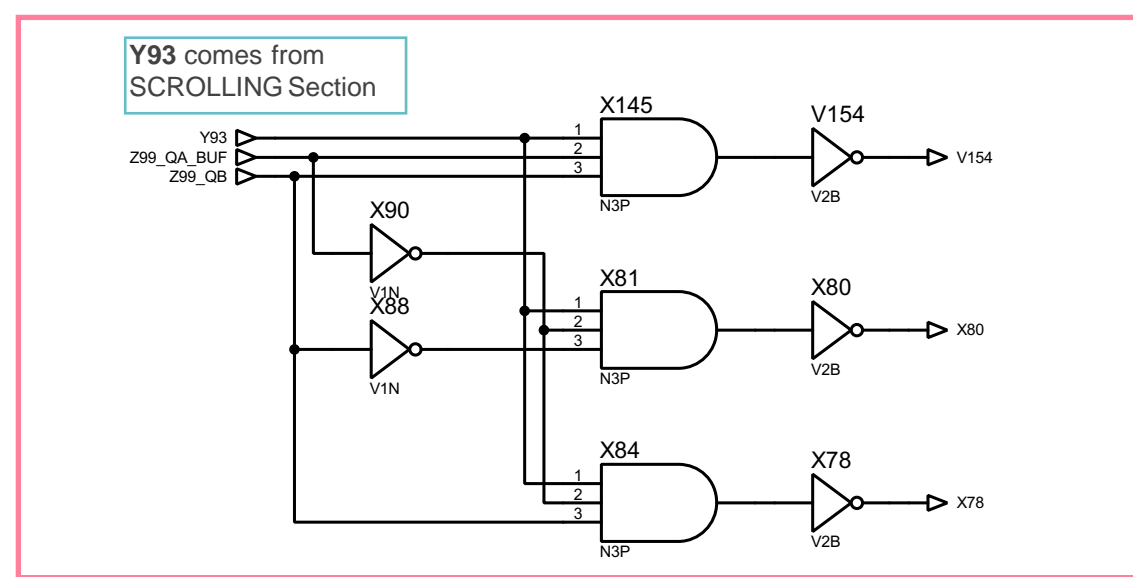 Y93 comes from
SCROLLING Section
X145
V154
Y93
1
Z99_QA_BUF
2
V154
Z99_QB
3
N3P
V2B
X90
V1N
X81
X80
X88
1
2
X80
3
V1N
N3P
V2B
X84
X78
1
2
X78
3
N3P
V2B